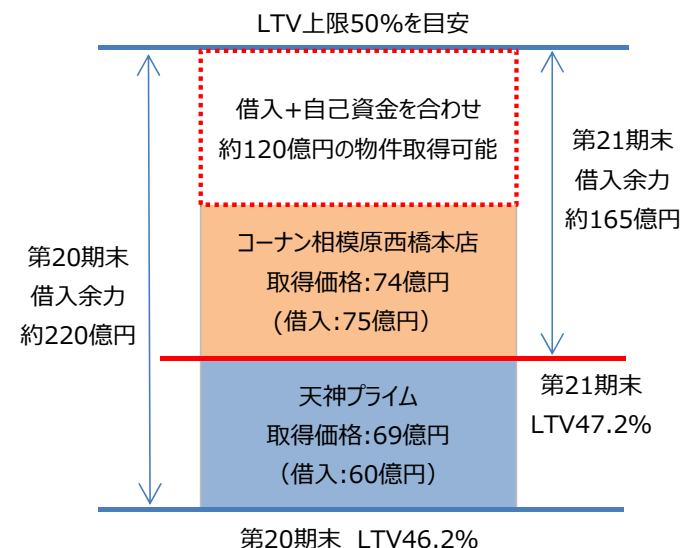 LTV上限50%を目安
借入+自己資金を合わせ
約120億円の物件取得可能
第21期末
借入余力
約165億円
コーナン相模原西橋本店
取得価格:74億円
(借入:75億円）
第20期末
借入余力
約220億円
第21期末
LTV47.2%
天神プライム
取得価格:69億円
（借入:60億円）
第20期末 LTV46.2%